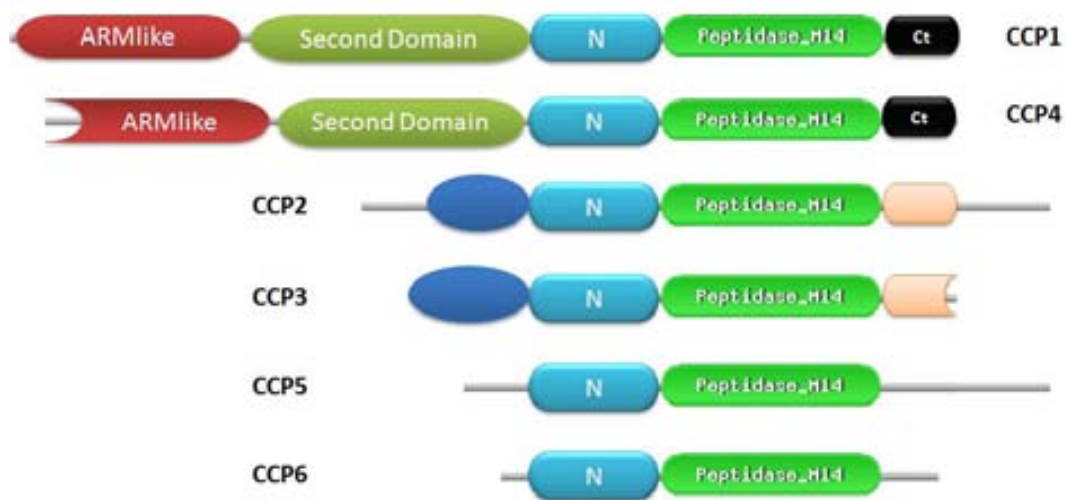 ARMlike Second Domain N Peptidase_M14 Ct CCP1
ARMlike Second Domain N Peptidase_M14 Ct CCP4
CCP2 N Peptidase_M14
CCP3 N Peptidase_M14
CCP5 N Peptidase_M14
CCP6 N Peptidase_M14